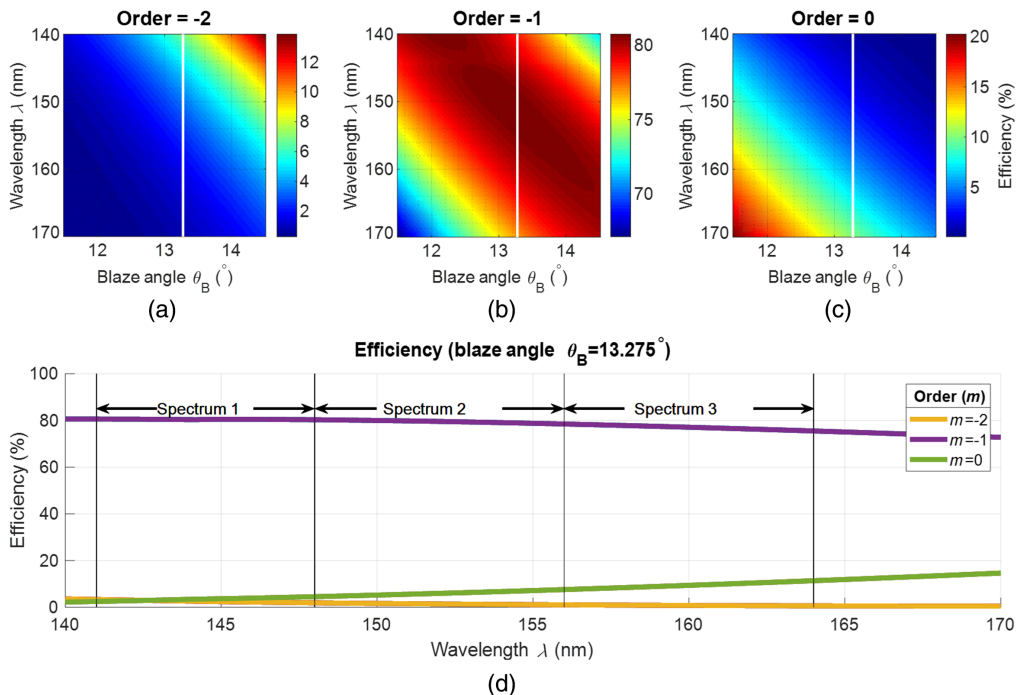 Order = -2
Order = -1
Order = 0
140
150
160
170
Wavelength λ (nm)
12
13
14
Blaze angle θB (°)
12
10
8
6
4
2
140
150
160
170
Wavelength λ (nm)
12
13
14
Blaze angle θB (°)
80
75
70
140
150
160
170
Wavelength λ (nm)
12
13
14
Blaze angle θB (°)
20
15
10
5
Efficiency (%)
(a)
(b)
(c)
Efficiency (blaze angle θB=13.275°)
100
80
60
40
20
0
Efficiency (%)
Spectrum 1
Spectrum 2
Spectrum 3
Order (m)
m=-2
m=-1
m=0
140
145
150
155
160
165
170
Wavelength λ (nm)
(d)